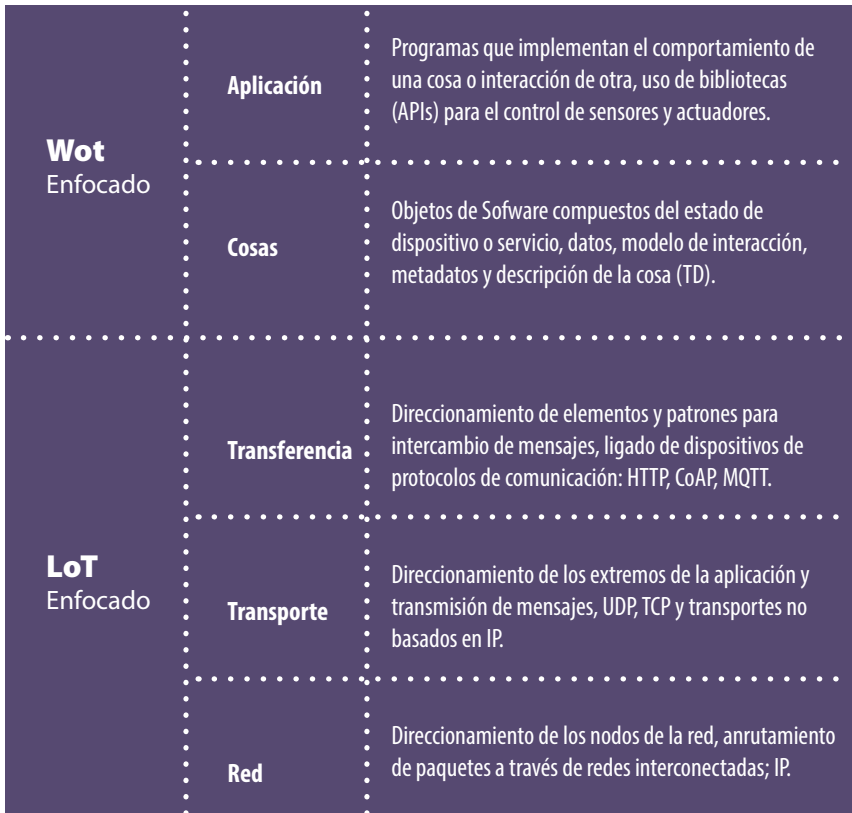 Wot
Enfocado
Aplicación
Programas que implementan el comportamiento de
una cosa o interacción de otra, uso de bibliotecas
(APIs) para el control de sensores y actuadores.
Cosas
Objetos de Sofware compuestos del estado de
dispositivo o servicio, datos, modelo de interacción,
metadatos y descripción de la cosa (TD).
LoT
Enfocado
Transferencia
Direccionamiento de elementos y patrones para
intercambio de mensajes, ligado de dispositivos de
protocolos de comunicación: HTTP, CoAP, MQTT.
Transporte
Direccionamiento de los extremos de la aplicación y
transmisión de mensajes, UDP, TCP y transportes no
basados en IP.
Red
Direccionamiento de los nodos de la red, anrutamiento
de paquetes a través de redes interconectadas; IP.